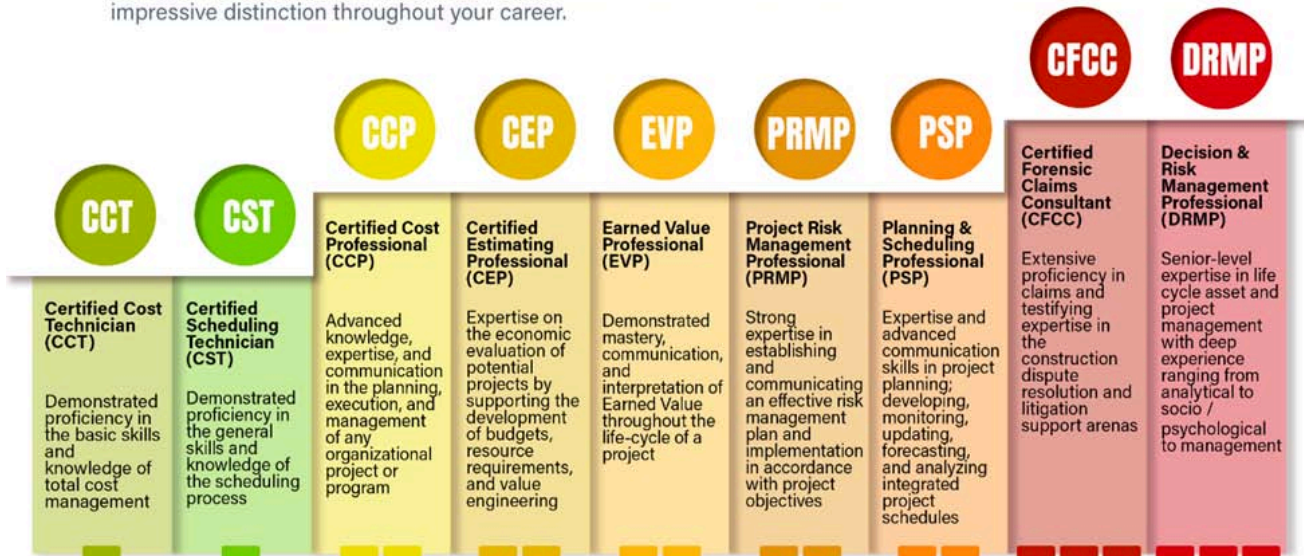 impressive distinction throughout your career.
CCT
CST
CCP
CEP
EVP
PRMP
PSP
CFCC
DRMP
Certified Cost
Technician
(CCT)
Demonstrated
proficiency in
the basic skills
and
knowledge of
total cost
management
Certified
Scheduling
Technician
(CST)
Demonstrated
proficiency in
the general
skills and
knowledge of
the scheduling
process
Certified Cost
Professional
(CCP)
Advanced
knowledge,
expertise, and
communication
in the planning,
execution, and
management
of any
organizational
project or
program
Certified
Estimating
Professional
(CEP)
Expertise on
the economic
evaluation of
potential
projects by
supporting the
development
of budgets,
resource
requirements,
and value
engineering
Earned Value
Professional
(EVP)
Demonstrated
mastery,
communication,
and
interpretation of
Earned Value
throughout the
life-cycle of a
project
Project Risk
Management
Professional
(PRMP)
Strong
expertise in
establishing
and
communicating
an effective risk
management
plan and
implementation
in accordance
with project
objectives
Planning &
Scheduling
Professional
(PSP)
Expertise and
advanced
communication
skills in project
planning;
developing,
monitoring,
updating,
forecasting,
and analyzing
integrated
project
schedules
Certified
Forensic
Claims
Consultant
(CFCC)
Extensive
proficiency in
claims and
testifying
expertise in
the
construction
dispute
resolution and
litigation
support arenas
Decision &
Risk
Management
Professional
(DRMP)
Senior-level
expertise in life
cycle asset and
project
management
with deep
experience
ranging from
analytical to
socio /
psychological
to management